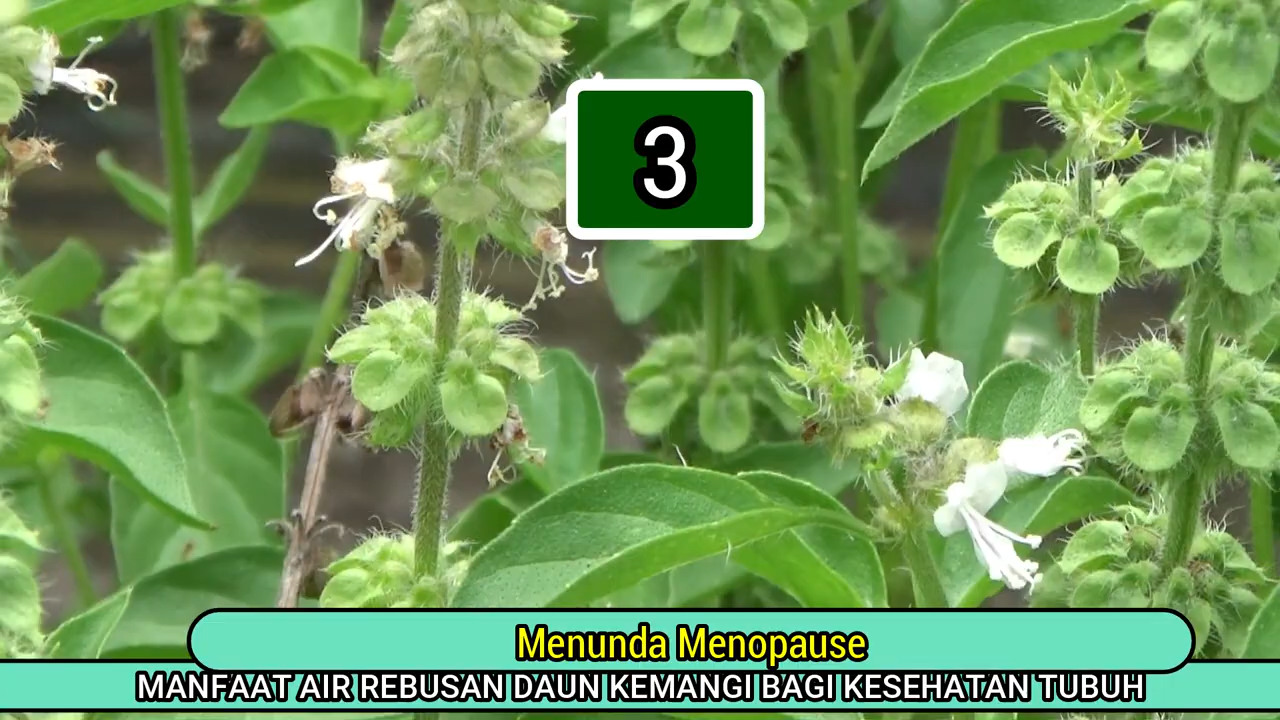 3
Menunda Menopause
MANFAAT AIR REBUSAN DAUN KEMANGI BAGI KESEHATAN TUBUH